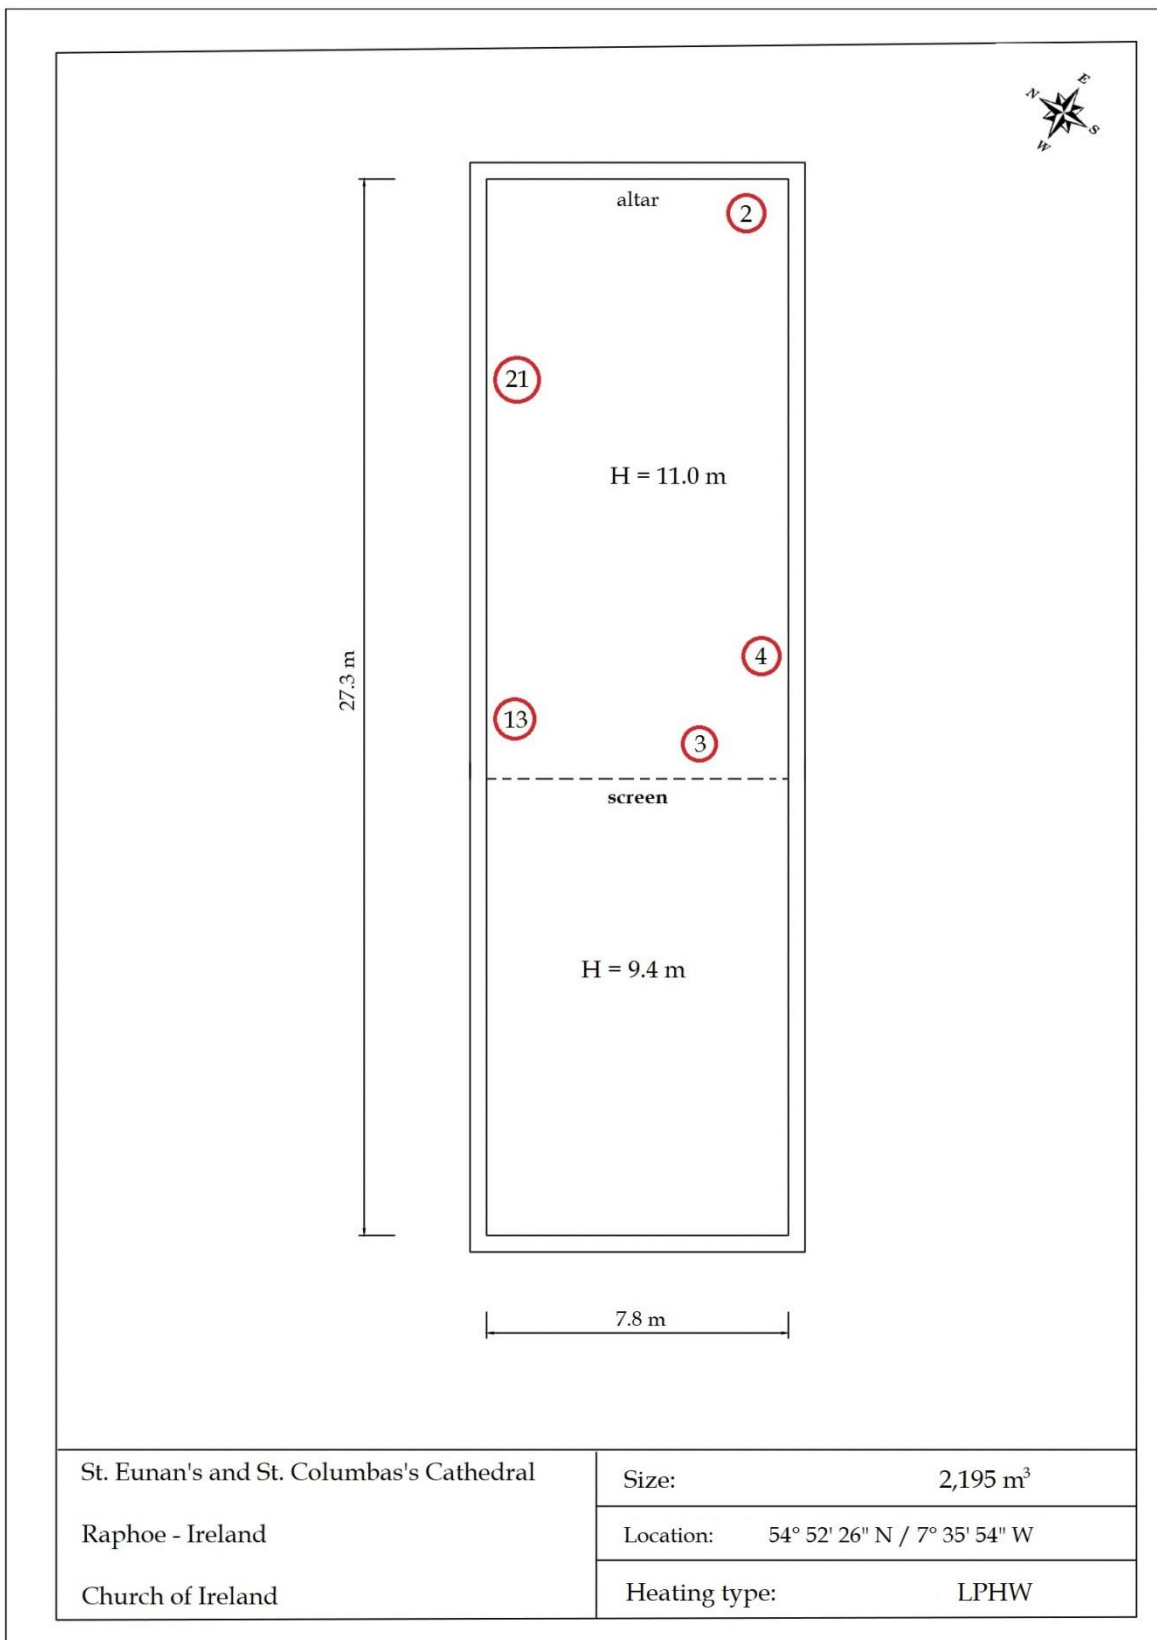 E
N
S
W
altar
2
21
H = 11.0 m
4
27.3 m
13
3
screen
H = 9.4 m
7.8 m
St. Eunan's and St. Columbas's Cathedral
Raphoe - Ireland
Church of Ireland
Size: 2,195 m³
Location: 54° 52' 26" N / 7° 35' 54" W
Heating type: LPHW